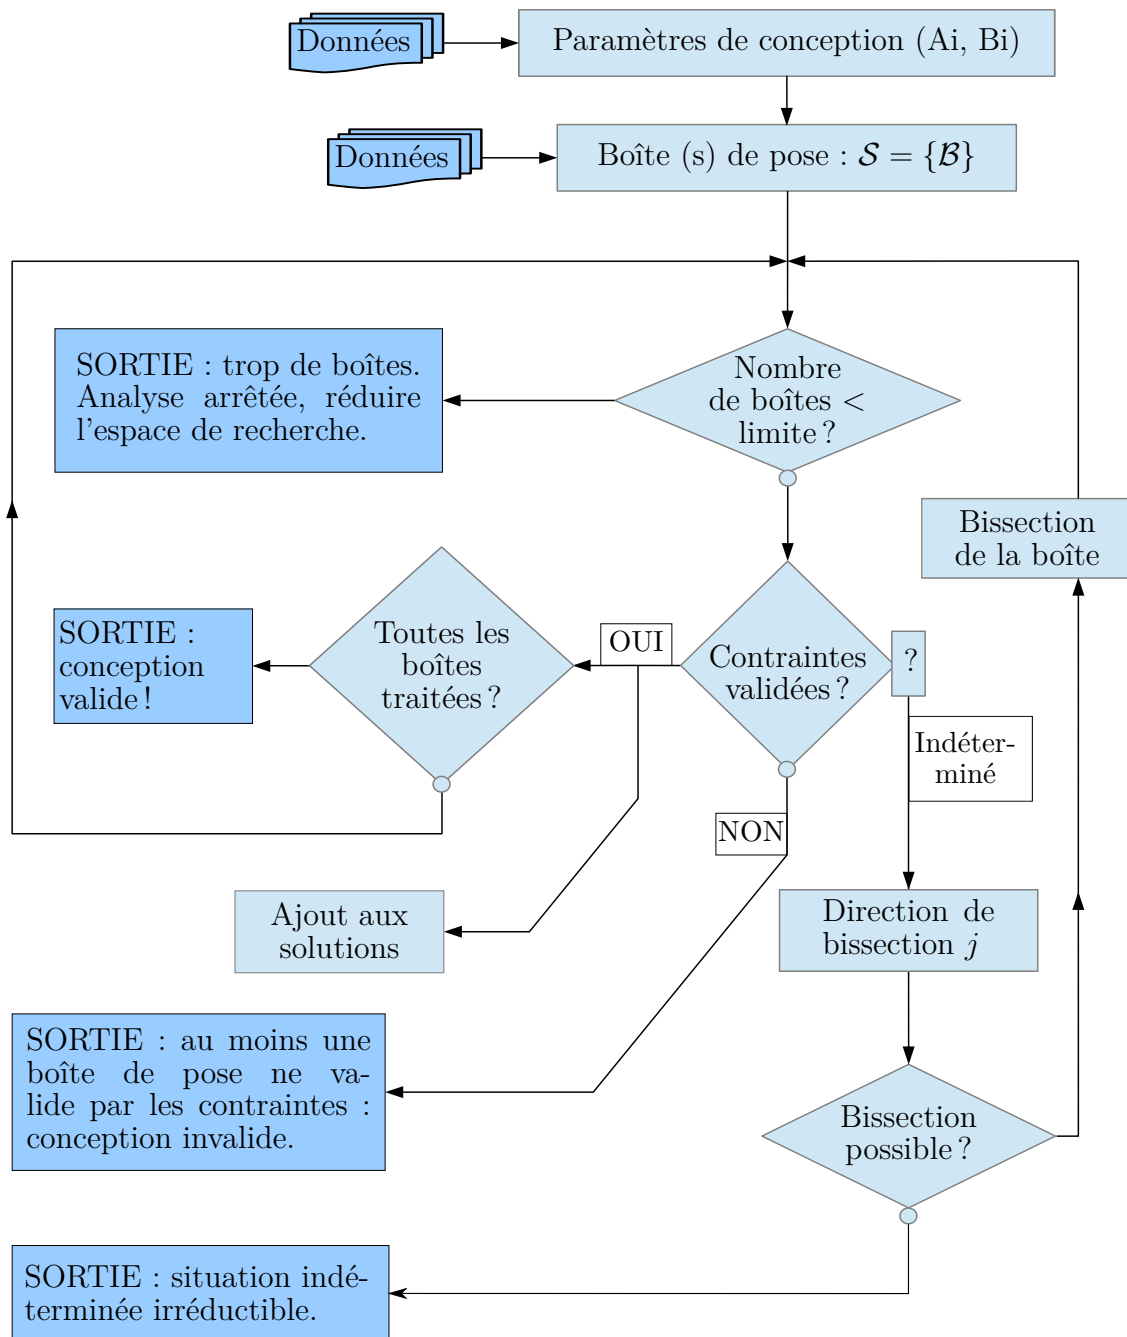 Données
Paramètres de conception (Ai, Bi)
Données
Boîte (s) de pose : 𝒮 = {ℬ}
SORTIE : trop de boîtes.
Analyse arrêtée, réduire
l'espace de recherche.
Nombre
de boîtes <
limite ?
Bissection
de la boîte
SORTIE :
conception
valide !
Toutes les
boîtes
traitées ?
OUI
Contraintes
validées ?
?
Indéter-
miné
NON
Ajout aux
solutions
Direction de
bissection j
SORTIE : au moins une
boîte de pose ne va-
lide par les contraintes :
conception invalide.
Bissection
possible ?
SORTIE : situation indé-
terminée irréductible.